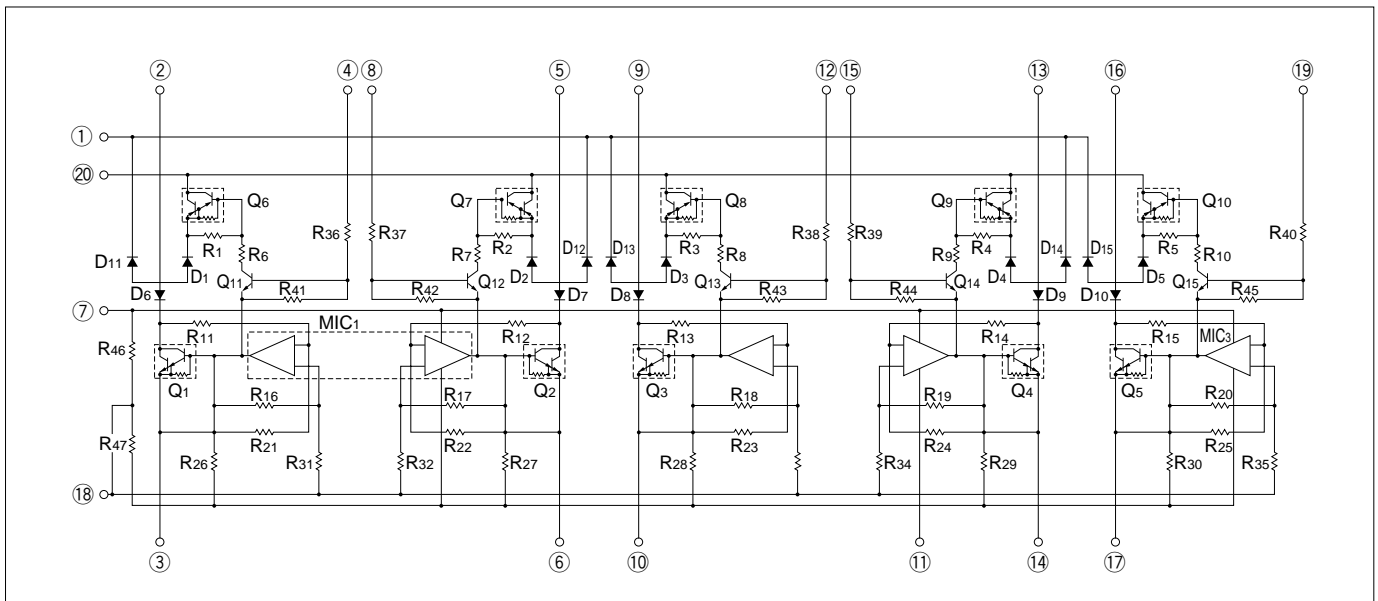 ② ④ ⑧ ⑤ ⑨ ⑫ ⑮ ⑬ ⑯ ⑲
①
⑳
Q6 Q7 Q8 Q9 Q10
R36 R37 R38 R39 R40
R1 R2 R3 R4 R5
R6 R7 R8 R9 R10
D11 D12 D13 D14 D15
D1 D2 D3 D4 D5
Q11 Q12 Q13 Q14 Q15
D6 R41 R42 D7 D8 R43 R44 D9 D10 R45
⑦
MIC1 MIC3
R46 R11 R12 R13 R14 R15
Q1 Q2 Q3 Q4 Q5
R16 R17 R18 R19 R20
R47 R21 R22 R23 R24 R25
R26 R31 R32 R27 R28 R34 R29 R30 R35
⑱
③ ⑥ ⑩ ⑪ ⑭ ⑰